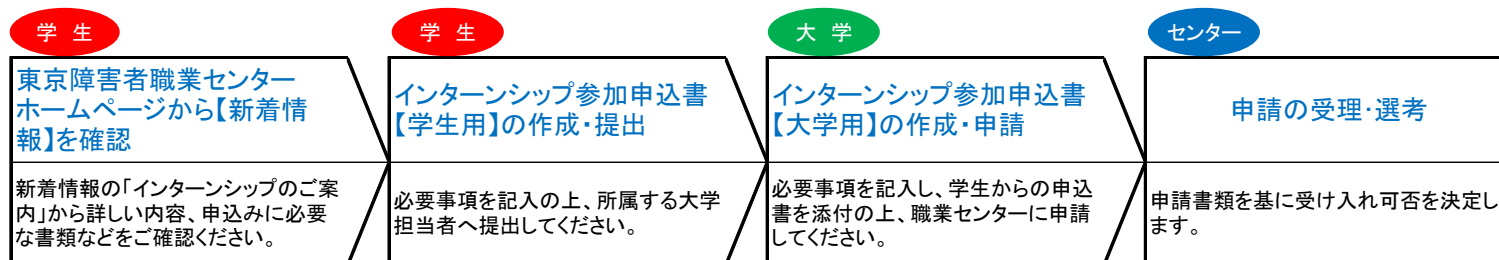 学 生
東京障害者職業センター
ホームページから【新着情
報】を確認
新着情報の「インターンシップのご案
内」から詳しい内容、申込みに必要
な書類などをご確認ください。
学 生
インターンシップ参加申込書
【学生用】の作成・提出
必要事項を記入の上、所属する大学
担当者へ提出してください。
大 学
インターンシップ参加申込書
【大学用】の作成・申請
必要事項を記入し、学生からの申込
書を添付の上、職業センターに申請
してください。
センター
申請の受理・選考
申請書類を基に受け入れ可否を決定し
ます。